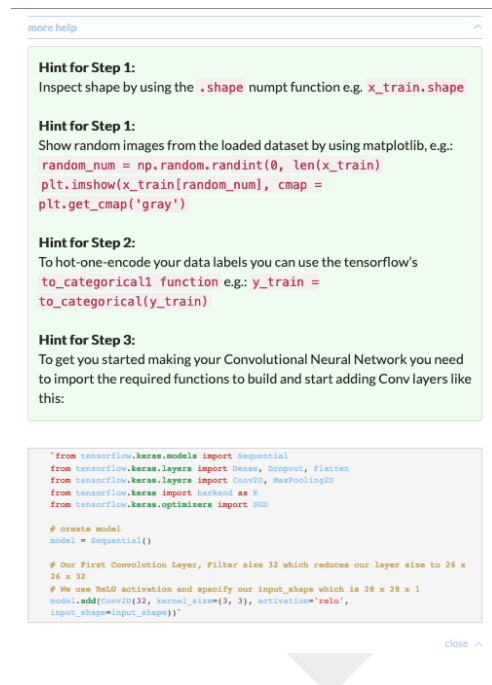 more help
Hint for Step 1:
Inspect shape by using the .shape numpt function e.g. x_train.shape
Hint for Step 1:
Show random images from the loaded dataset by using matplotlib, e.g.:
random_num = np.random.randint(0, len(x_train)
plt.imshow(x_train[random_num], cmap =
plt.get_cmap('gray')
Hint for Step 2:
To hot-one-encode your data labels you can use the tensorflow's
to_categorical1 function e.g.: y_train =
to_categorical(y_train)
Hint for Step 3:
To get you started making your Convolutional Neural Network you need
to import the required functions to build and start adding Conv layers like
this:
`from tensorflow.keras.models import Sequential
from tensorflow.keras.layers import Dense, Dropout, Flatten
from tensorflow.keras.layers import Conv2D, MaxPooling2D
from tensorflow.keras import backend as K
from tensorflow.keras.optimizers import SGD
# create model
model = Sequential()
# Our First Convolution Layer, Filter size 32 which reduces our layer size to 26 x
26 x 32
# We use ReLU activation and specify our input_shape which is 28 x 28 x 1
model.add(Conv2D(32, kernel_size=(3, 3), activation='relu',
input_shape=input_shape))`
close